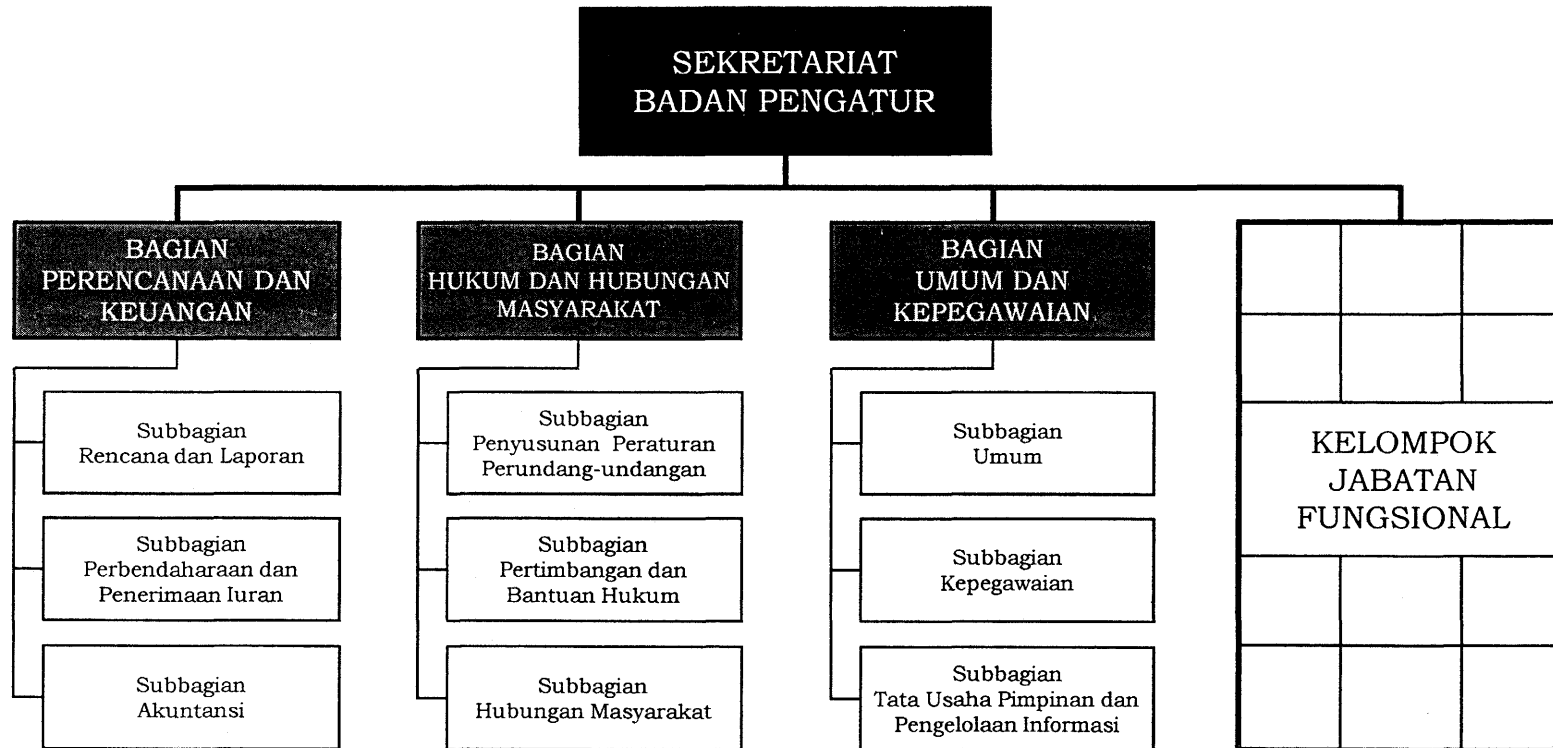 SEKRETARIAT
BADAN PENGATUR
BAGIAN
PERENCANAAN DAN
KEUANGAN
Subbagian
Rencana dan Laporan
Subbagian
Perbendaharaan dan
Penerimaan Iuran
Subbagian
Akuntansi
BAGIAN
HUKUM DAN HUBUNGAN
MASYARAKAT
Subbagian
Penyusunan Peraturan
Perundang-undangan
Subbagian
Pertimbangan dan
Bantuan Hukum
Subbagian
Hubungan Masyarakat
BAGIAN
UMUM DAN
KEPEGAWAIAN
Subbagian
Umum
Subbagian
Kepegawaian
Subbagian
Tata Usaha Pimpinan dan
Pengelolaan Informasi
KELOMPOK
JABATAN
FUNGSIONAL